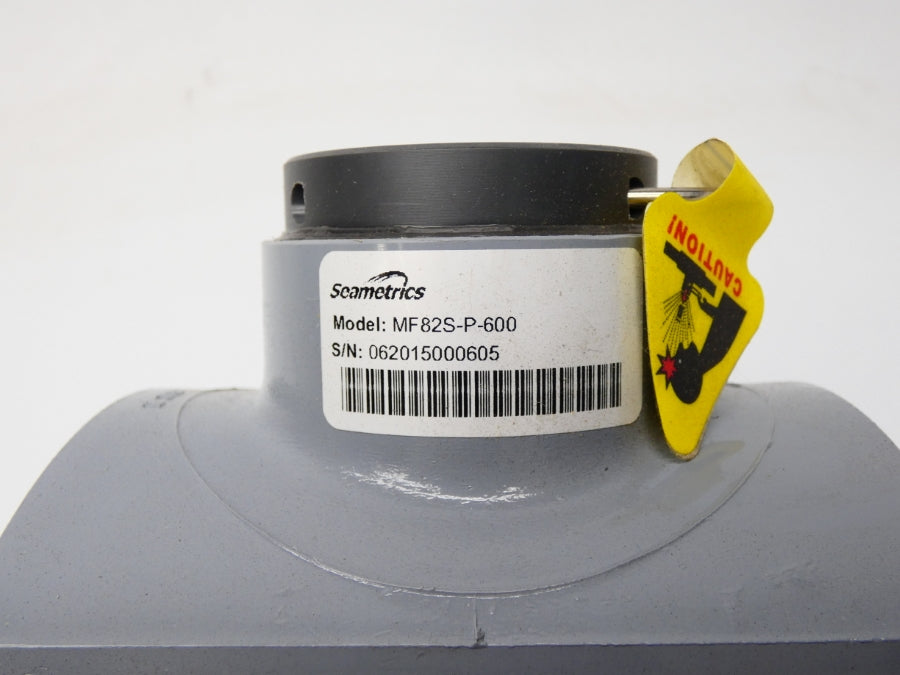 Seametrics
Model: MF82S-P-600
S/N: 062015000605
CAUTION!